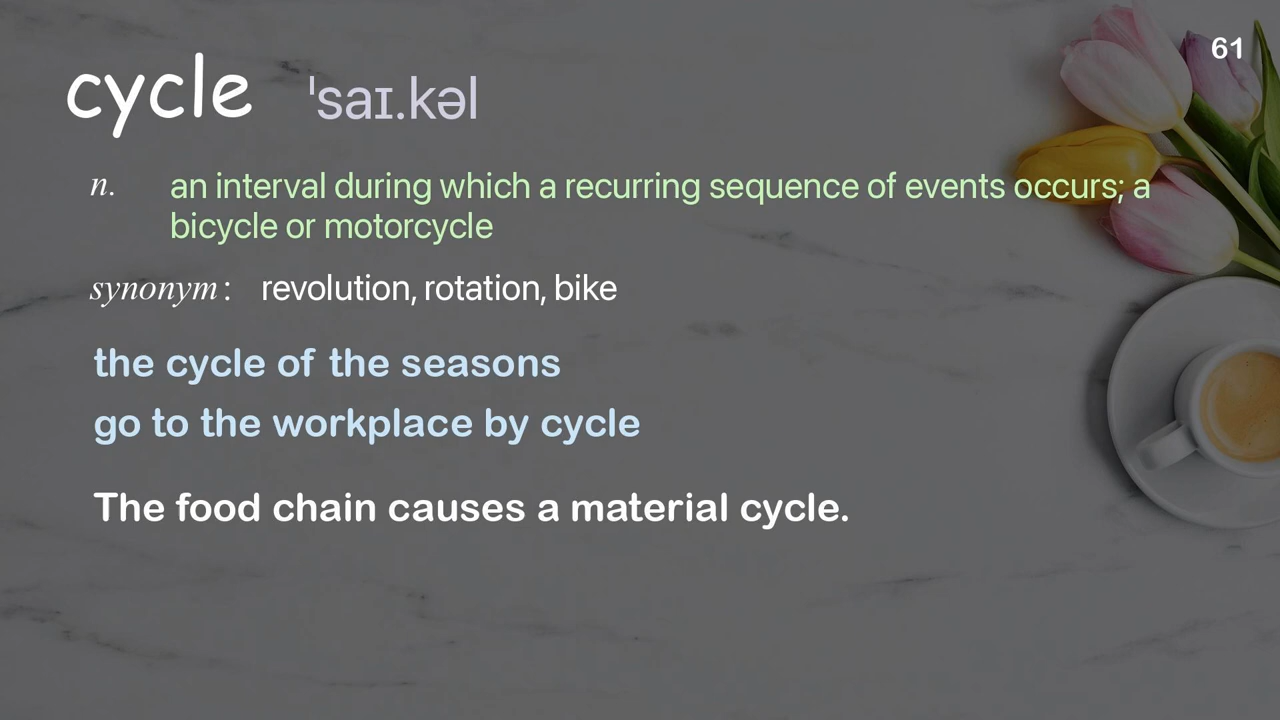 61
cycle ˈsaɪ.kəl
n. an interval during which a recurring sequence of events occurs; a
bicycle or motorcycle
synonym : revolution, rotation, bike
the cycle of the seasons
go to the workplace by cycle
The food chain causes a material cycle.